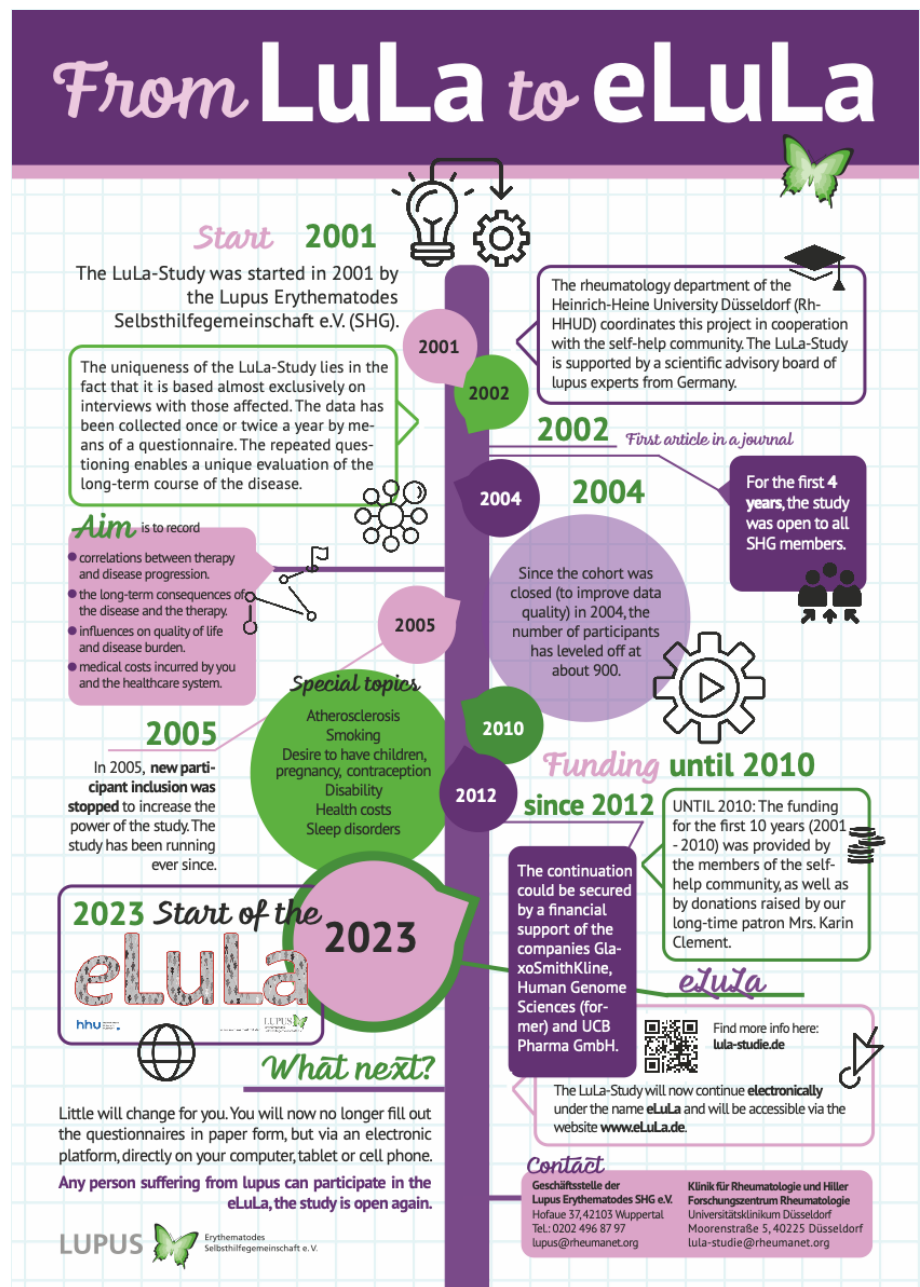 From LuLa to eLuLa
Start 2001
The LuLa-Study was started in 2001 by
the Lupus Erythematodes
Selbsthilfegemeinschaft e.V. (SHG).
2001
The rheumatology department of the
Heinrich-Heine University Düsseldorf (Rh-
HHUD) coordinates this project in cooperation
with the self-help community. The LuLa-Study
is supported by a scientific advisory board of
lupus experts from Germany.
The uniqueness of the LuLa-Study lies in the
fact that it is based almost exclusively on
interviews with those affected. The data has
been collected once or twice a year by me-
ans of a questionnaire. The repeated ques-
tioning enables a unique evaluation of the
long-term course of the disease.
2002
2002 First article in a journal
For the first 4
years, the study
was open to all
SHG members.
2004
2004
Since the cohort was
closed (to improve data
quality) in 2004, the
number of participants
has leveled off at
about 900.
Aim is to record
correlations between therapy
and disease progression.
the long-term consequences of
the disease and the therapy.
influences on quality of life
and disease burden.
medical costs incurred by you
and the healthcare system.
2005
2005
In 2005, new parti-
cipant inclusion was
stopped to increase the
power of the study. The
study has been running
ever since.
Special topics
Atherosclerosis
Smoking
Desire to have children,
pregnancy, contraception
Disability
Health costs
Sleep disorders
2010
Funding until 2010
2012
since 2012
UNTIL 2010: The funding
for the first 10 years (2001
- 2010) was provided by
the members of the self-
help community, as well as
by donations raised by our
long-time patron Mrs. Karin
Clement.
The continuation
could be secured
by a financial
support of the
companies Gla-
xoSmithKline,
Human Genome
Sciences (for-
mer) and UCB
Pharma GmbH.
2023 Start of the
eLuLa
hhu
LUPUS
2023
eLuLa
Find more info here:
lula-studie.de
The LuLa-Study will now continue electronically
under the name eLuLa and will be accessible via the
website www.eLuLa.de.
What next?
Little will change for you. You will now no longer fill out
the questionnaires in paper form, but via an electronic
platform, directly on your computer, tablet or cell phone.
Any person suffering from lupus can participate in the
eLuLa, the study is open again.
Contact
Geschäftsstelle der
Lupus Erythematodes SHG e.V.
Hofaue 37, 42103 Wuppertal
Tel.: 0202 496 87 97
lupus@rheumanet.org
Klinik für Rheumatologie und Hiller
Forschungszentrum Rheumatologie
Universitätsklinikum Düsseldorf
Moorenstraße 5, 40225 Düsseldorf
lula-studie@rheumanet.org
LUPUS Erythematodes
Selbsthilfegemeinschaft e. V.